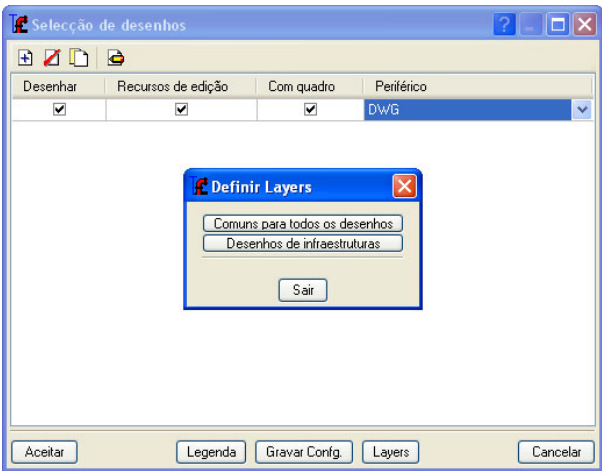 Selecção de desenhos
Desenhar Recursos de edição Com quadro Periférico
DWG
Definir Layers
Comuns para todos os desenhos
Desenhos de infraestruturas
Sair
Aceitar Legenda Gravar Confg. Layers Cancelar